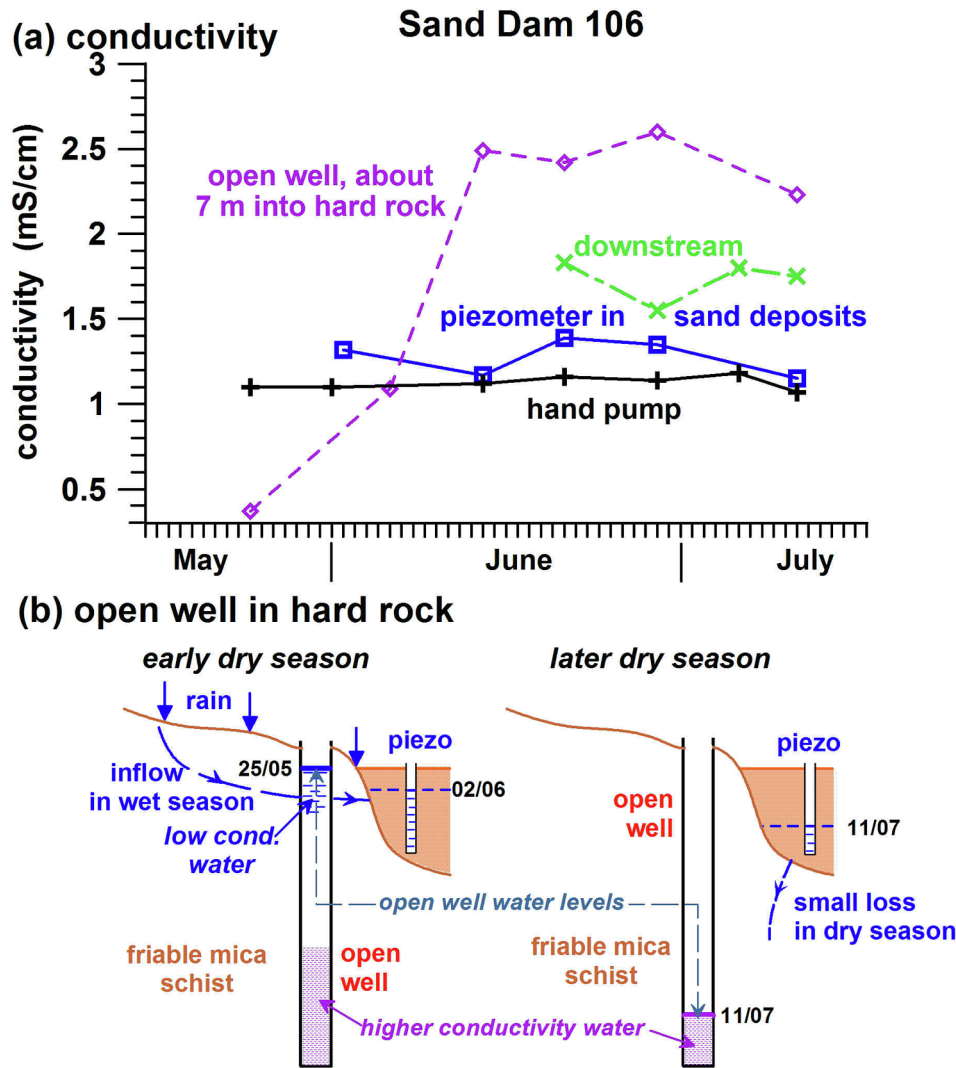 Sand Dam 106
(a) conductivity
conductivity (mS/cm)
3
2.5
2
1.5
1
0.5
open well, about
7 m into hard rock
downstream
piezometer in sand deposits
hand pump
May June July
(b) open well in hard rock
early dry season
later dry season
rain
piezo
25/05
02/06
inflow
in wet season
low cond.
water
open well water levels
friable mica
schist
open
well
higher conductivity water
piezo
open
well
11/07
small loss
in dry season
friable mica
schist
11/07